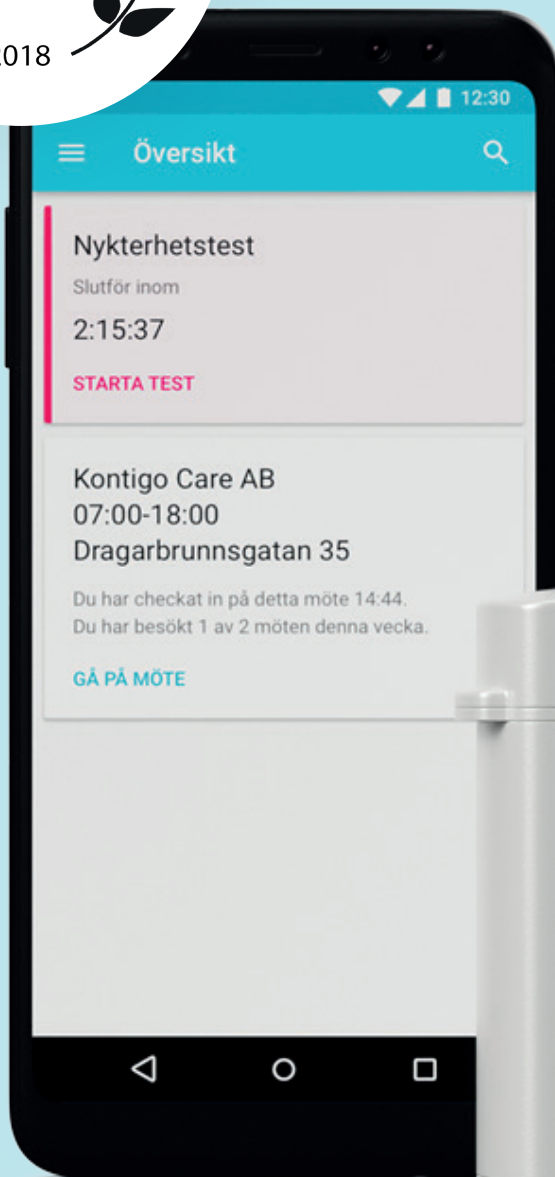 2018
12:30
Översikt
Nykterhetstest
Slutför inom
2:15:37
STARTA TEST
Kontigo Care AB
07:00-18:00
Dragarbrunnsgatan 35
Du har checkat in på detta möte 14:44.
Du har besökt 1 av 2 möten denna vecka.
GÅ PÅ MÖTE